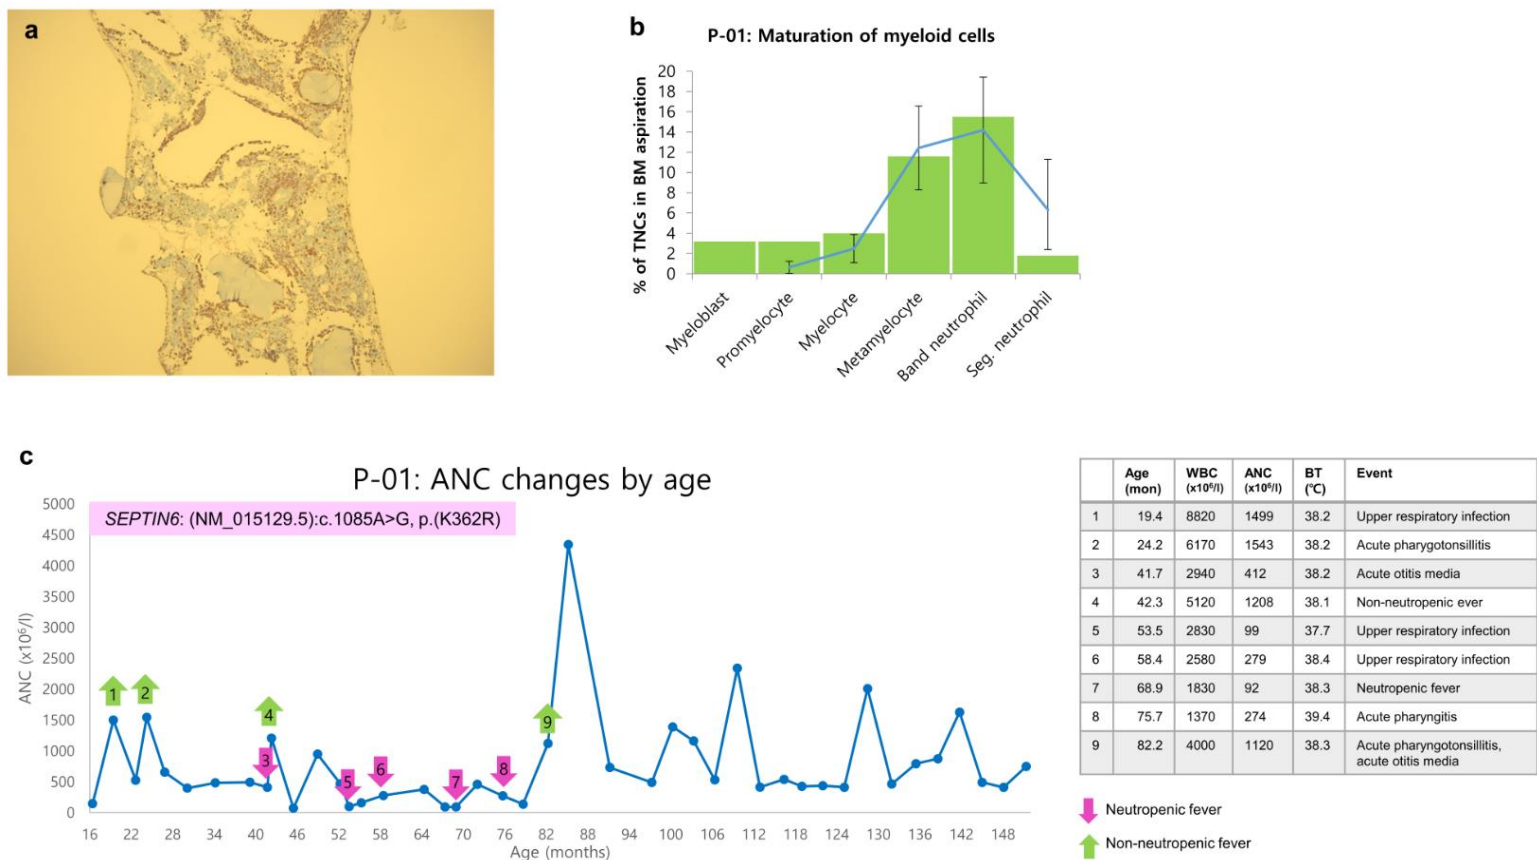 a
b
P-01: Maturation of myeloid cells
% of TNCs in BM aspiration
20
18
16
14
12
10
8
6
4
2
0
Myeloblast
Promyelocyte
Myelocyte
Metamyelocyte
Band neutrophil
Seg. neutrophil
c
P-01: ANC changes by age
SEPTIN6: (NM_015129.5):c.1085A>G, p.(K362R)
ANC (x10⁶/l)
5000
4500
4000
3500
3000
2500
2000
1500
1000
500
0
1 2 3 4 5 6 7 8 9
16 22 28 34 40 46 52 58 64 70 76 82 88 94 100 106 112 118 124 130 136 142 148
Age (months)
Age (mon) WBC (x10⁶/l) ANC (x10⁶/l) BT (℃) Event
1 19.4 8820 1499 38.2 Upper respiratory infection
2 24.2 6170 1543 38.2 Acute pharygotonsillitis
3 41.7 2940 412 38.2 Acute otitis media
4 42.3 5120 1208 38.1 Non-neutropenic ever
5 53.5 2830 99 37.7 Upper respiratory infection
6 58.4 2580 279 38.4 Upper respiratory infection
7 68.9 1830 92 38.3 Neutropenic fever
8 75.7 1370 274 39.4 Acute pharyngitis
9 82.2 4000 1120 38.3 Acute pharyngotonsillitis,
acute otitis media
Neutropenic fever
Non-neutropenic fever